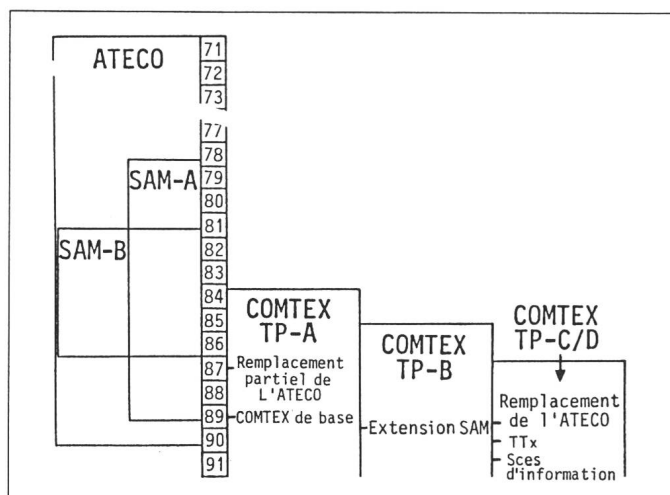 ATECO
71
72
73
77
78
SAM-A
79
80
81
SAM-B
82
83
84
COMTEX
TP-A
85
86
COMTEX
TP-B
COMTEX
TP-C/D
87
Remplacement
partiel de
L'ATECO
88
89
COMTEX de base
90
91
Extension SAM
Remplacement
de l'ATECO
TTx
Sces
d'information